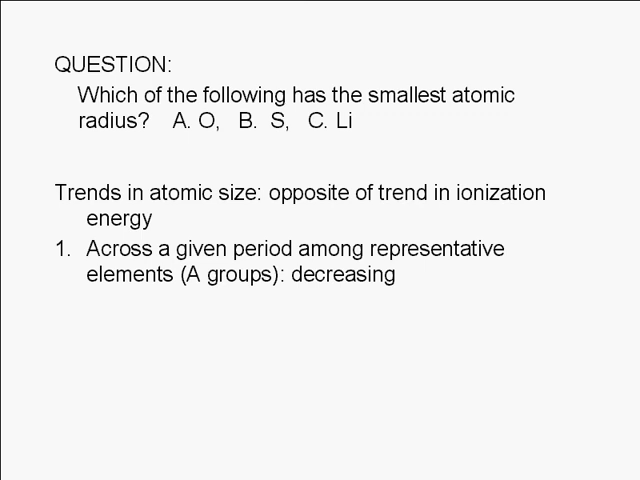 QUESTION:
Which of the following has the smallest atomic
radius? A. O, B. S, C. Li
Trends in atomic size: opposite of trend in ionization
energy
1. Across a given period among representative
elements (A groups): decreasing